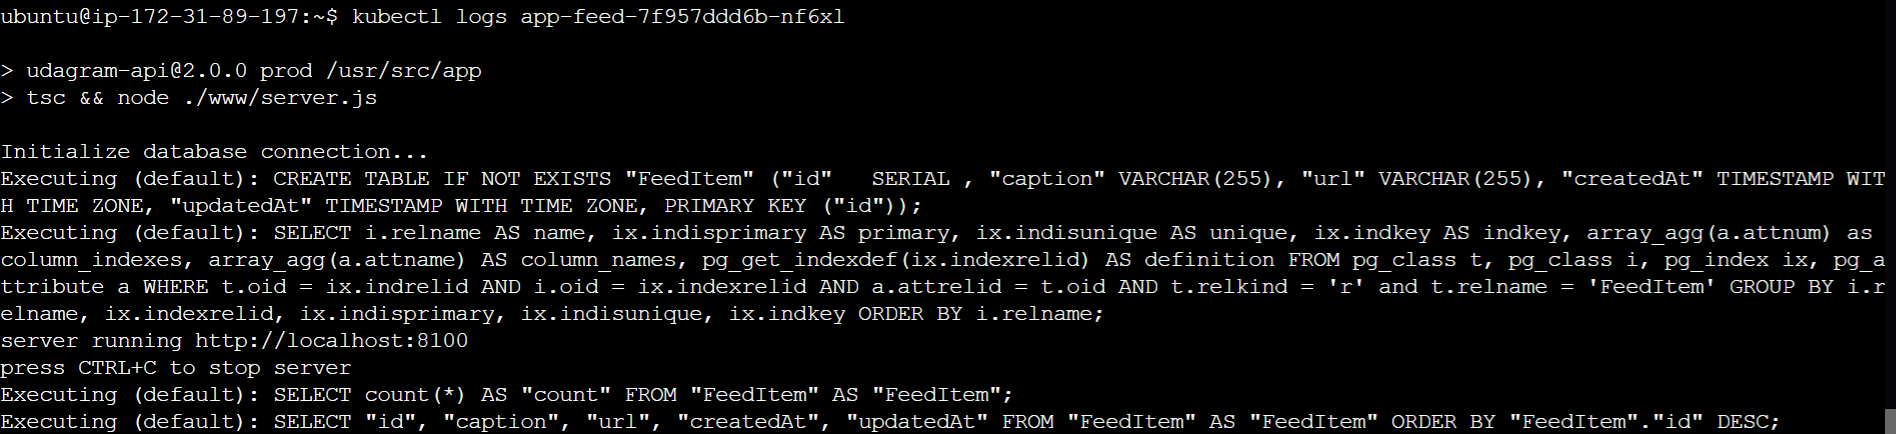 ubuntu@ip-172-31-89-197:~$ kubectl logs app-feed-7f957ddd6b-nf6xl
> udagram-api@2.0.0 prod /usr/src/app
> tsc && node ./www/server.js
Initialize database connection...
Executing (default): CREATE TABLE IF NOT EXISTS "FeedItem" ("id"   SERIAL , "caption" VARCHAR(255), "url" VARCHAR(255), "createdAt" TIMESTAMP WIT
H TIME ZONE, "updatedAt" TIMESTAMP WITH TIME ZONE, PRIMARY KEY ("id"));
Executing (default): SELECT i.relname AS name, ix.indisprimary AS primary, ix.indisunique AS unique, ix.indkey AS indkey, array_agg(a.attnum) as
column_indexes, array_agg(a.attname) AS column_names, pg_get_indexdef(ix.indexrelid) AS definition FROM pg_class t, pg_class i, pg_index ix, pg_a
ttribute a WHERE t.oid = ix.indrelid AND i.oid = ix.indexrelid AND a.attrelid = t.oid AND t.relkind = 'r' and t.relname = 'FeedItem' GROUP BY i.r
elname, ix.indexrelid, ix.indisprimary, ix.indisunique, ix.indkey ORDER BY i.relname;
server running http://localhost:8100
press CTRL+C to stop server
Executing (default): SELECT count(*) AS "count" FROM "FeedItem" AS "FeedItem";
Executing (default): SELECT "id", "caption", "url", "createdAt", "updatedAt" FROM "FeedItem" AS "FeedItem" ORDER BY "FeedItem"."id" DESC;